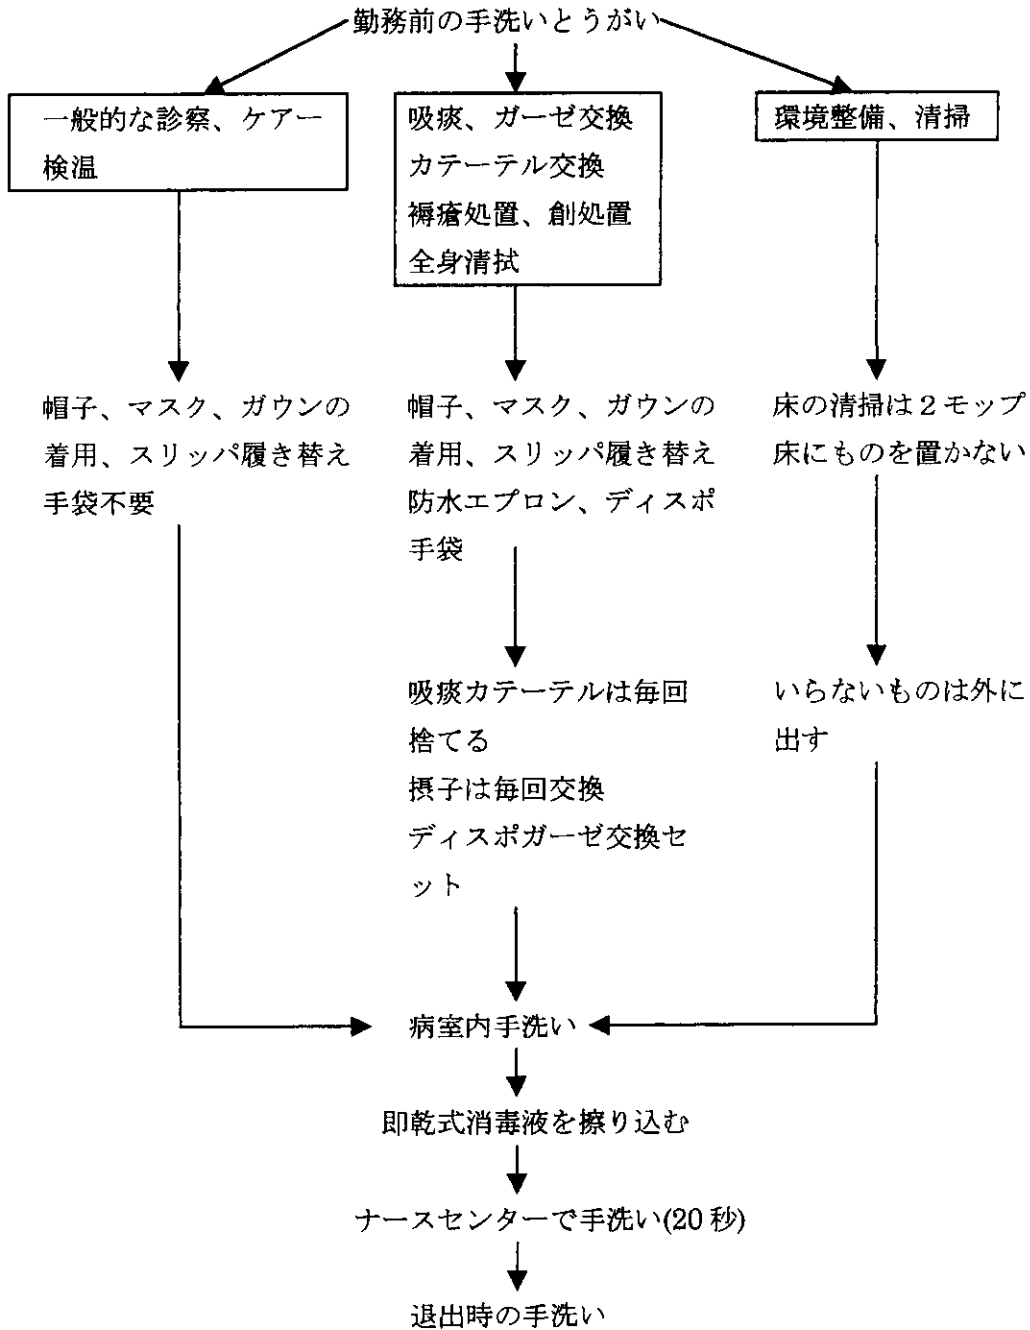 勤務前の手洗いとうがい
一般的な診察、ケアー
検温
吸痰、ガーゼ交換
カテーテル交換
褥瘡処置、創処置
全身清拭
環境整備、清掃
帽子、マスク、ガウンの
着用、スリッパ履き替え
手袋不要
帽子、マスク、ガウンの
着用、スリッパ履き替え
防水エプロン、ディスポ
手袋
床の清掃は2モップ
床にものを置かない
吸痰カテーテルは毎回
捨てる
摂子は毎回交換
ディスポガーゼ交換セ
ット
いらないものは外に
出す
病室内手洗い
即乾式消毒液を擦り込む
ナースセンターで手洗い(20秒)
退出時の手洗い